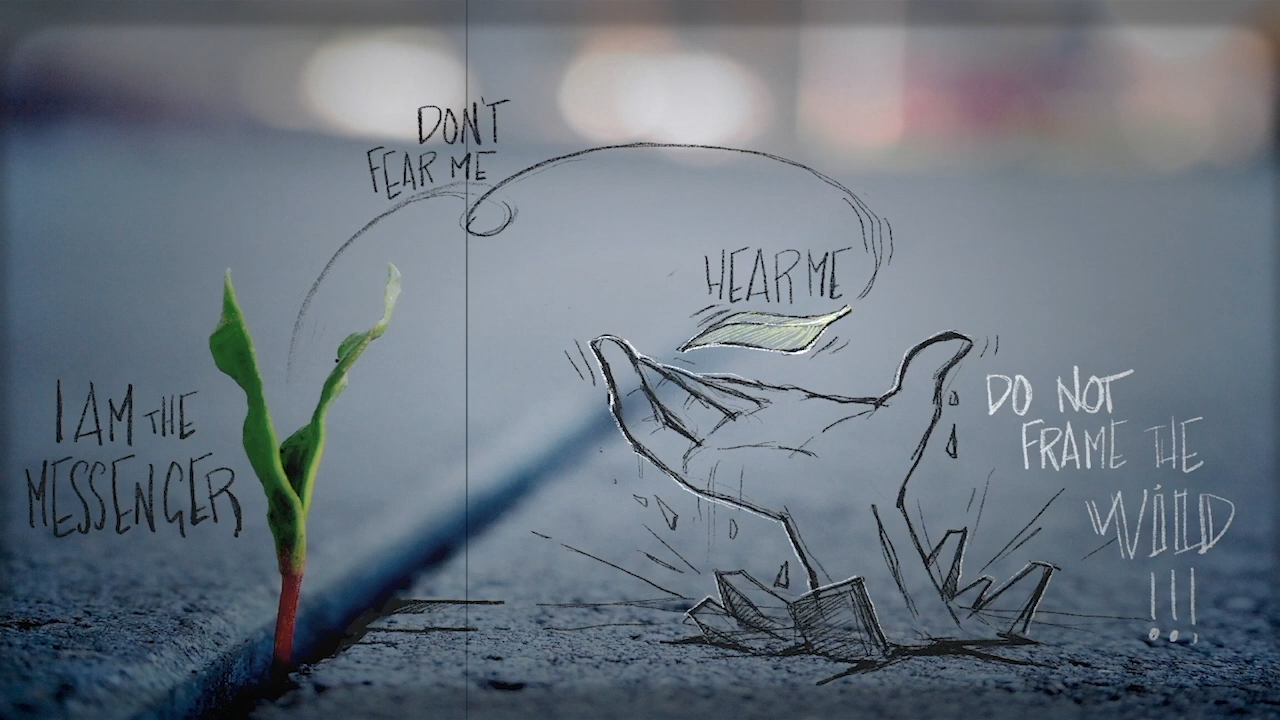 DON'T
FEAR ME
HEAR ME
I AM THE
MESSENGER
DO NOT
FRAME THE
WILD
!!!